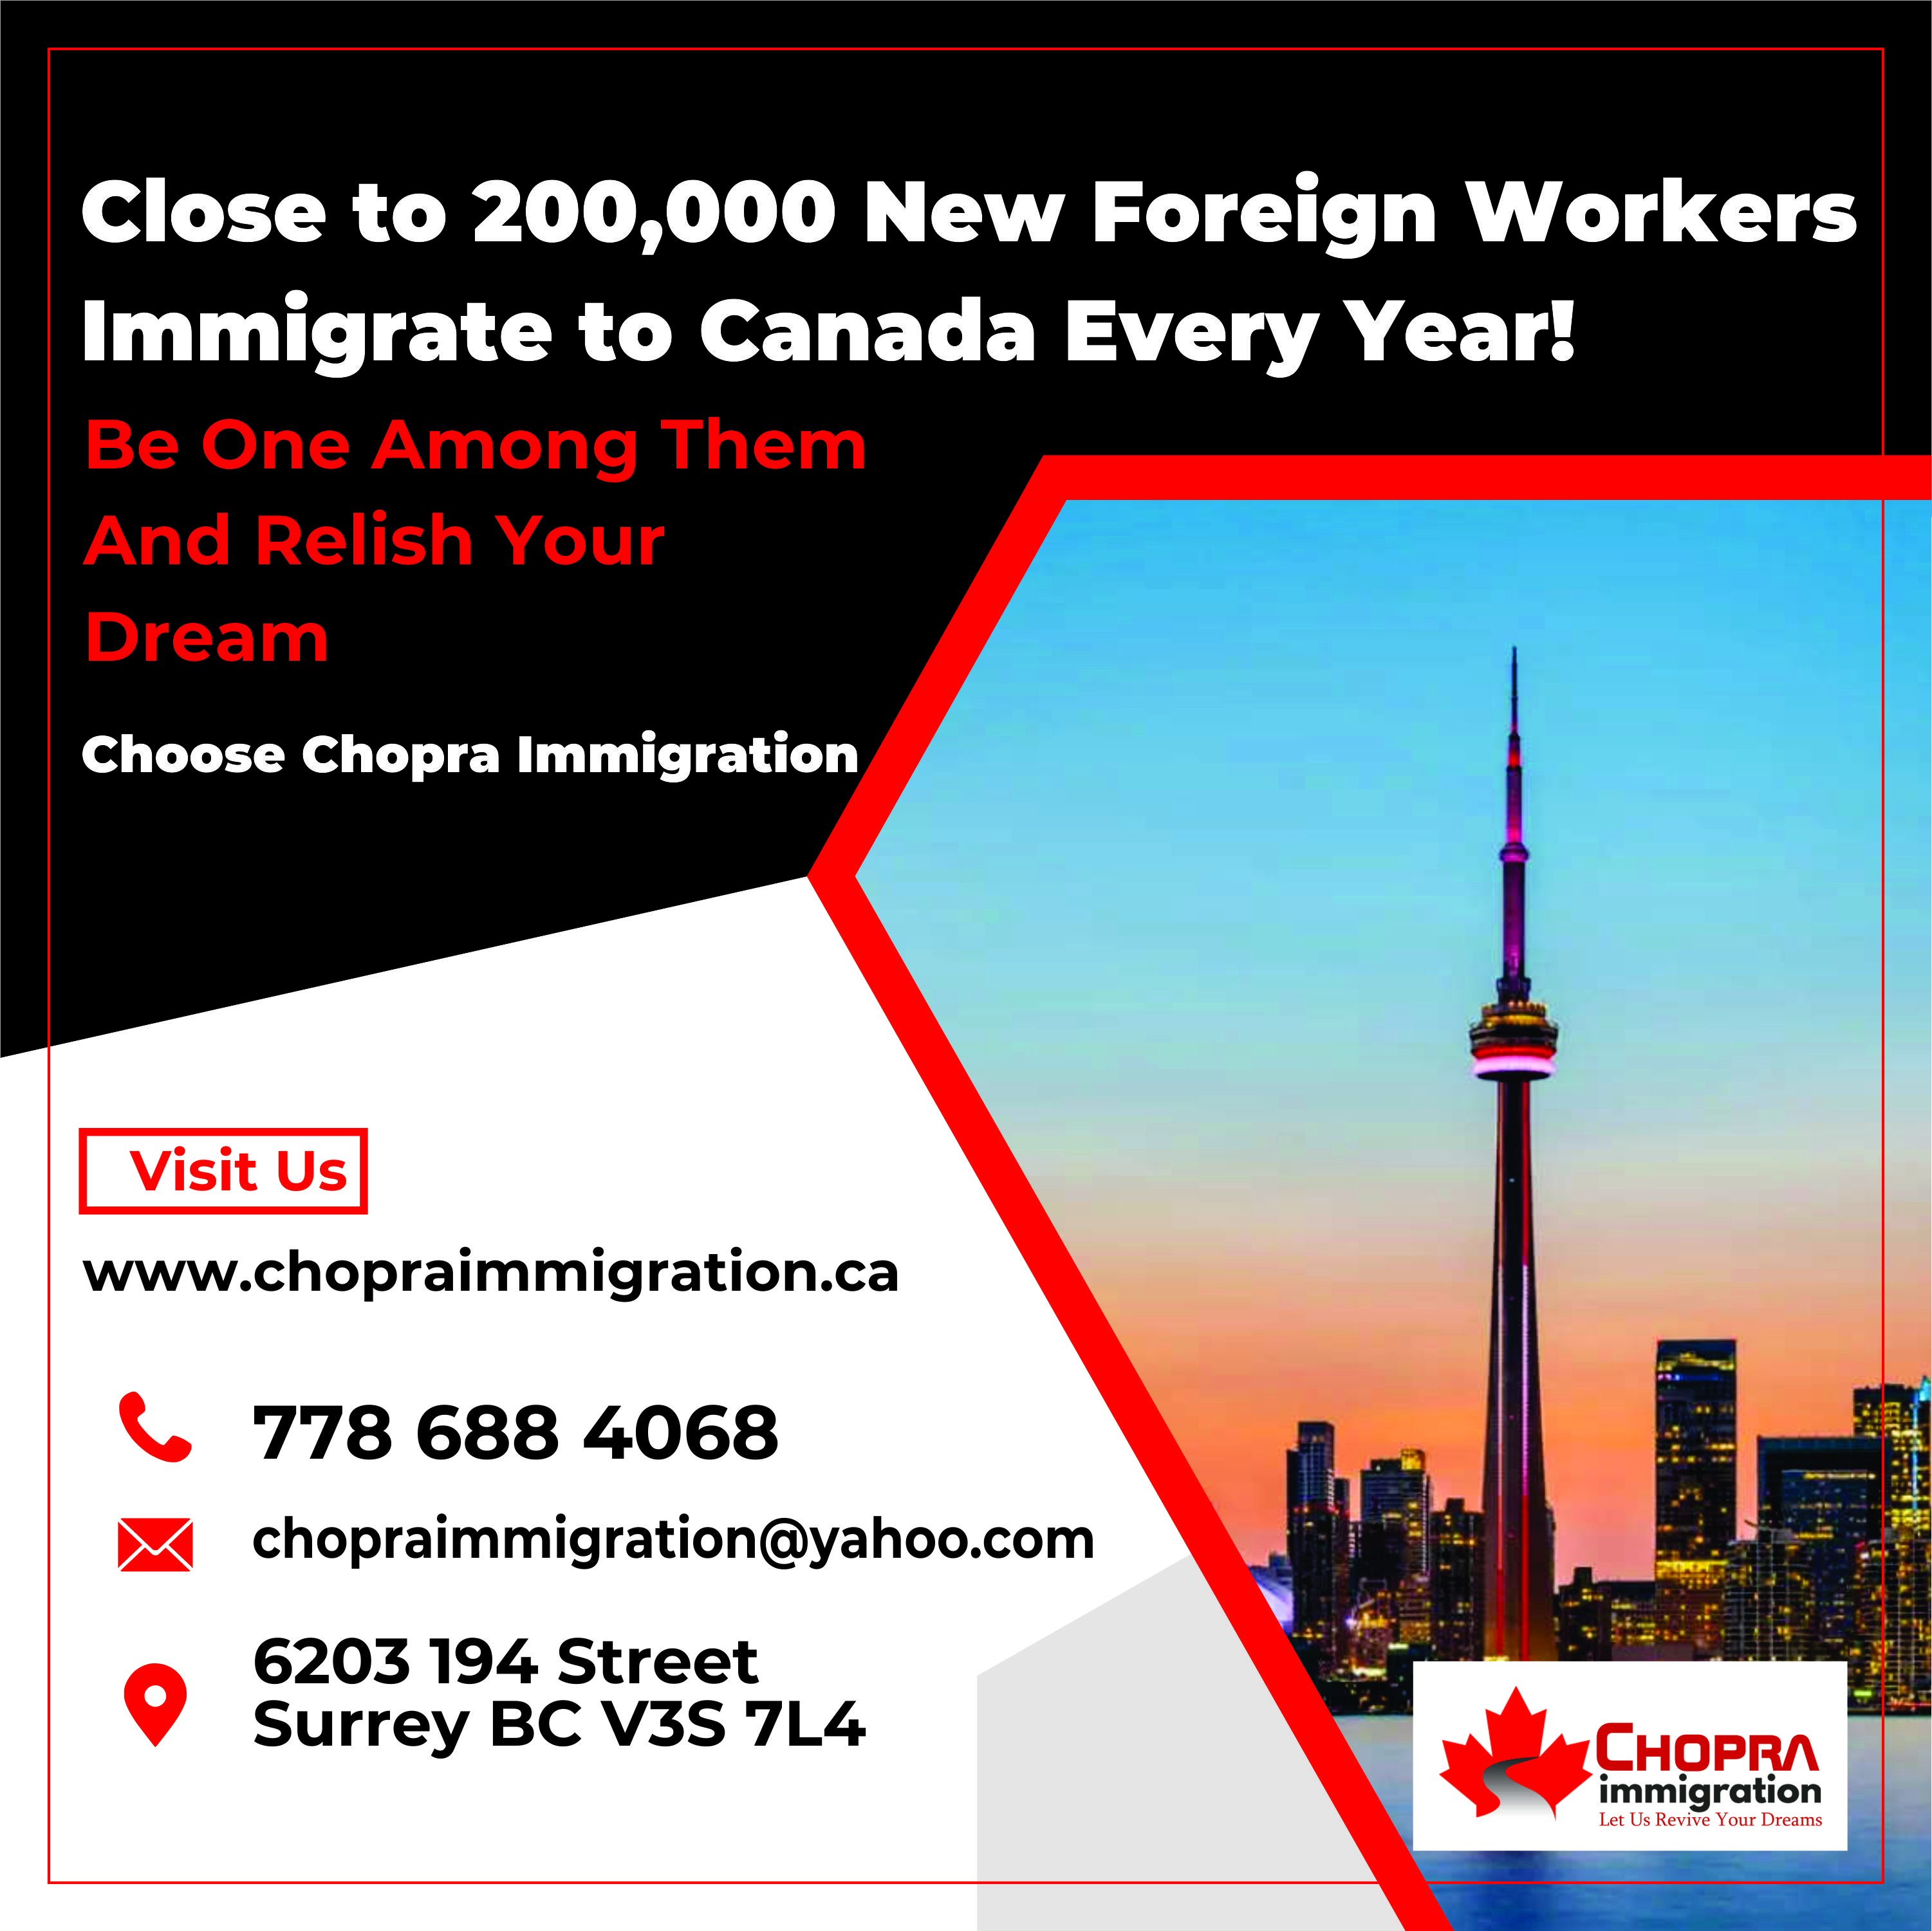 Close to 200,000 New Foreign Workers
Immigrate to Canada Every Year!
Be One Among Them
And Relish Your
Dream
Choose Chopra Immigration
Visit Us
www.chopraimmigration.ca
778 688 4068
chopraimmigration@yahoo.com
6203 194 Street
Surrey BC V3S 7L4
CHOPRA
immigration
Let Us Revive Your Dreams